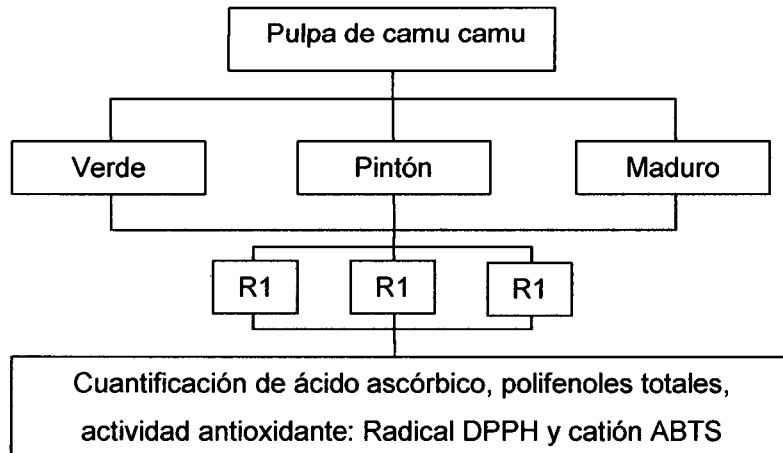 Pulpa de camu camu
Verde
Pintón
Maduro
R1
R1
R1
Cuantificación de ácido ascórbico, polifenoles totales,
actividad antioxidante: Radical DPPH y catión ABTS